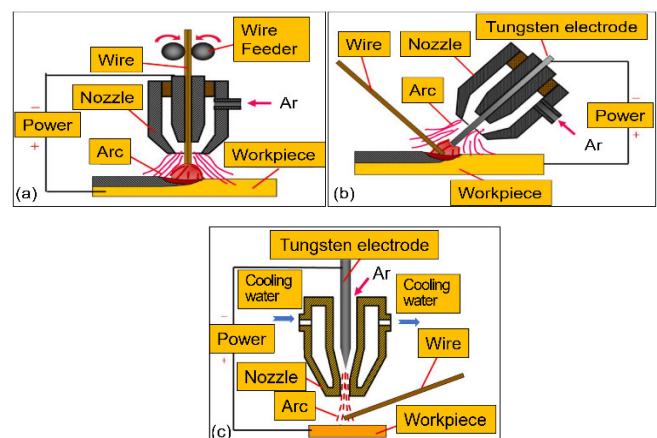 Wire
Feeder
Wire
Nozzle
Ar
−
Power
+
Arc
Workpiece
(a)
Tungsten electrode
Nozzle
Wire
Arc
−
Power
+
Ar
Workpiece
(b)
Tungsten electrode
Ar
Cooling
water
Cooling
water
−
Power
+
Wire
Nozzle
Arc
Workpiece
(c)